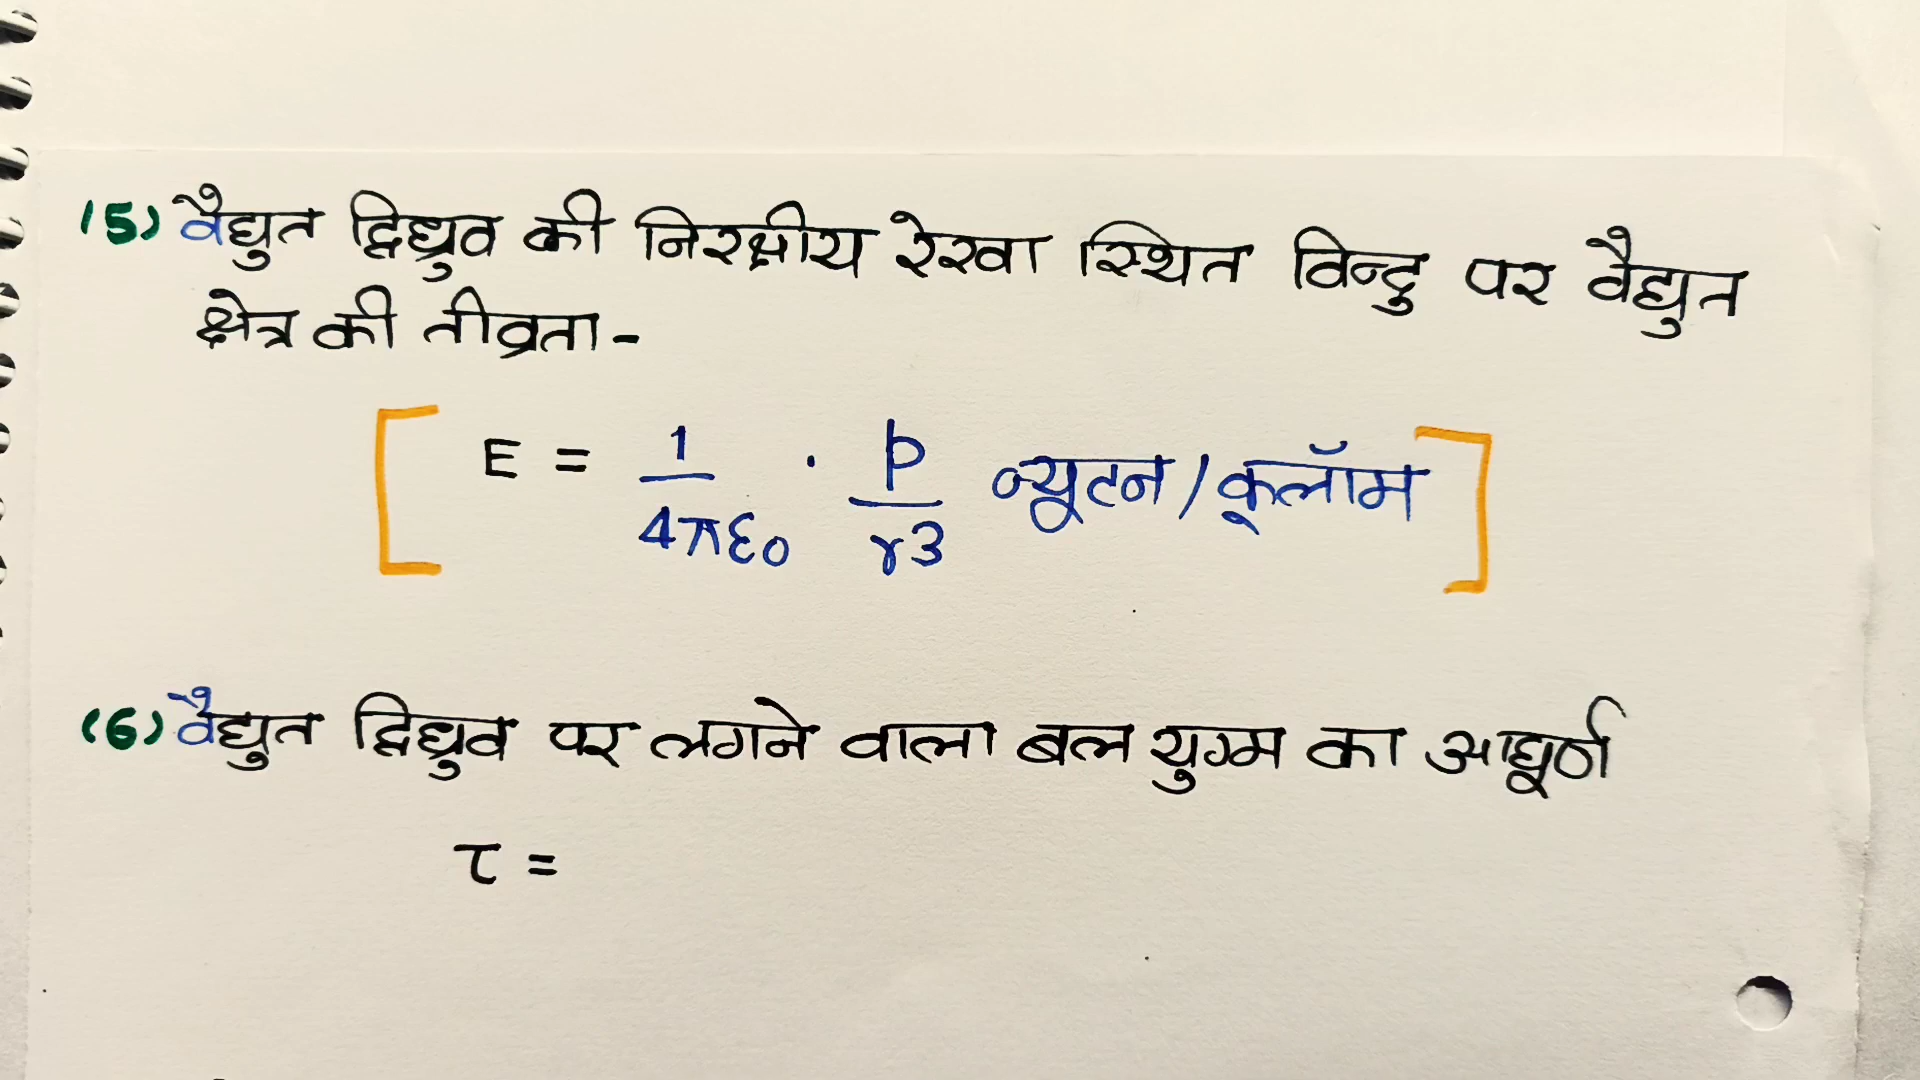 (5) वैद्युत द्विध्रुव की निरक्षीय रेखा स्थित विन्दु पर वैद्युत
क्षेत्र की तीव्रता-
E = 1/4πε0 · p/r3 न्यूटन/कूलॉम
(6) वैद्युत द्विध्रुव पर लगने वाला बल युग्म का आघूर्ण
τ =